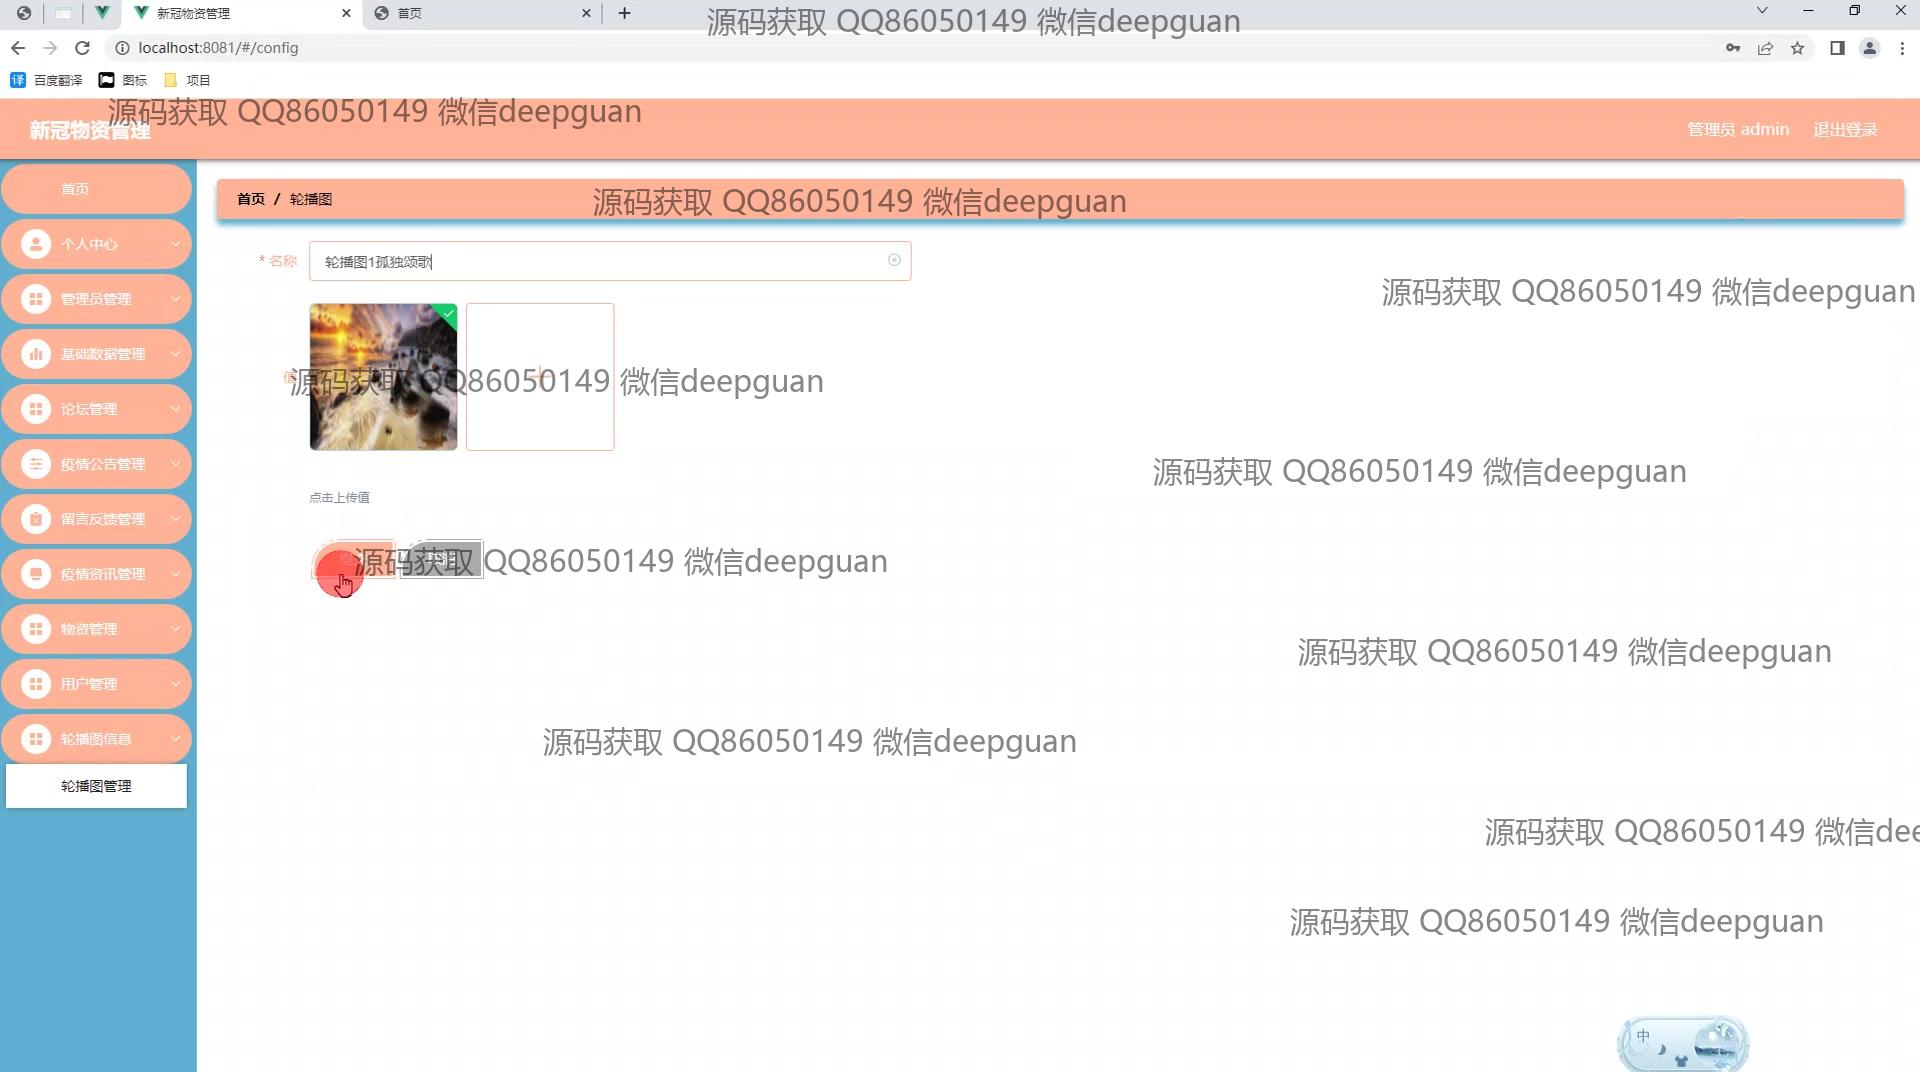 新冠物资管理
首页
源码获取 QQ86050149 微信deepguan
localhost:8081/#/config
百度翻译
图标
项目
源码获取 QQ86050149 微信deepguan
新冠物资管理
管理员 admin
退出登录
首页
首页 / 轮播图
源码获取 QQ86050149 微信deepguan
个人中心
* 名称
轮播图1孤独颂歌
管理员管理
源码获取 QQ86050149 微信deepguan
基础数据管理
值
源码获取 QQ86050149 微信deepguan
论坛管理
疫情公告管理
源码获取 QQ86050149 微信deepguan
点击上传值
留言反馈管理
源码获取 QQ86050149 微信deepguan
疫情资讯管理
物资管理
源码获取 QQ86050149 微信deepguan
用户管理
轮播图信息
源码获取 QQ86050149 微信deepguan
轮播图管理
源码获取 QQ86050149 微信dee
源码获取 QQ86050149 微信deepguan
中